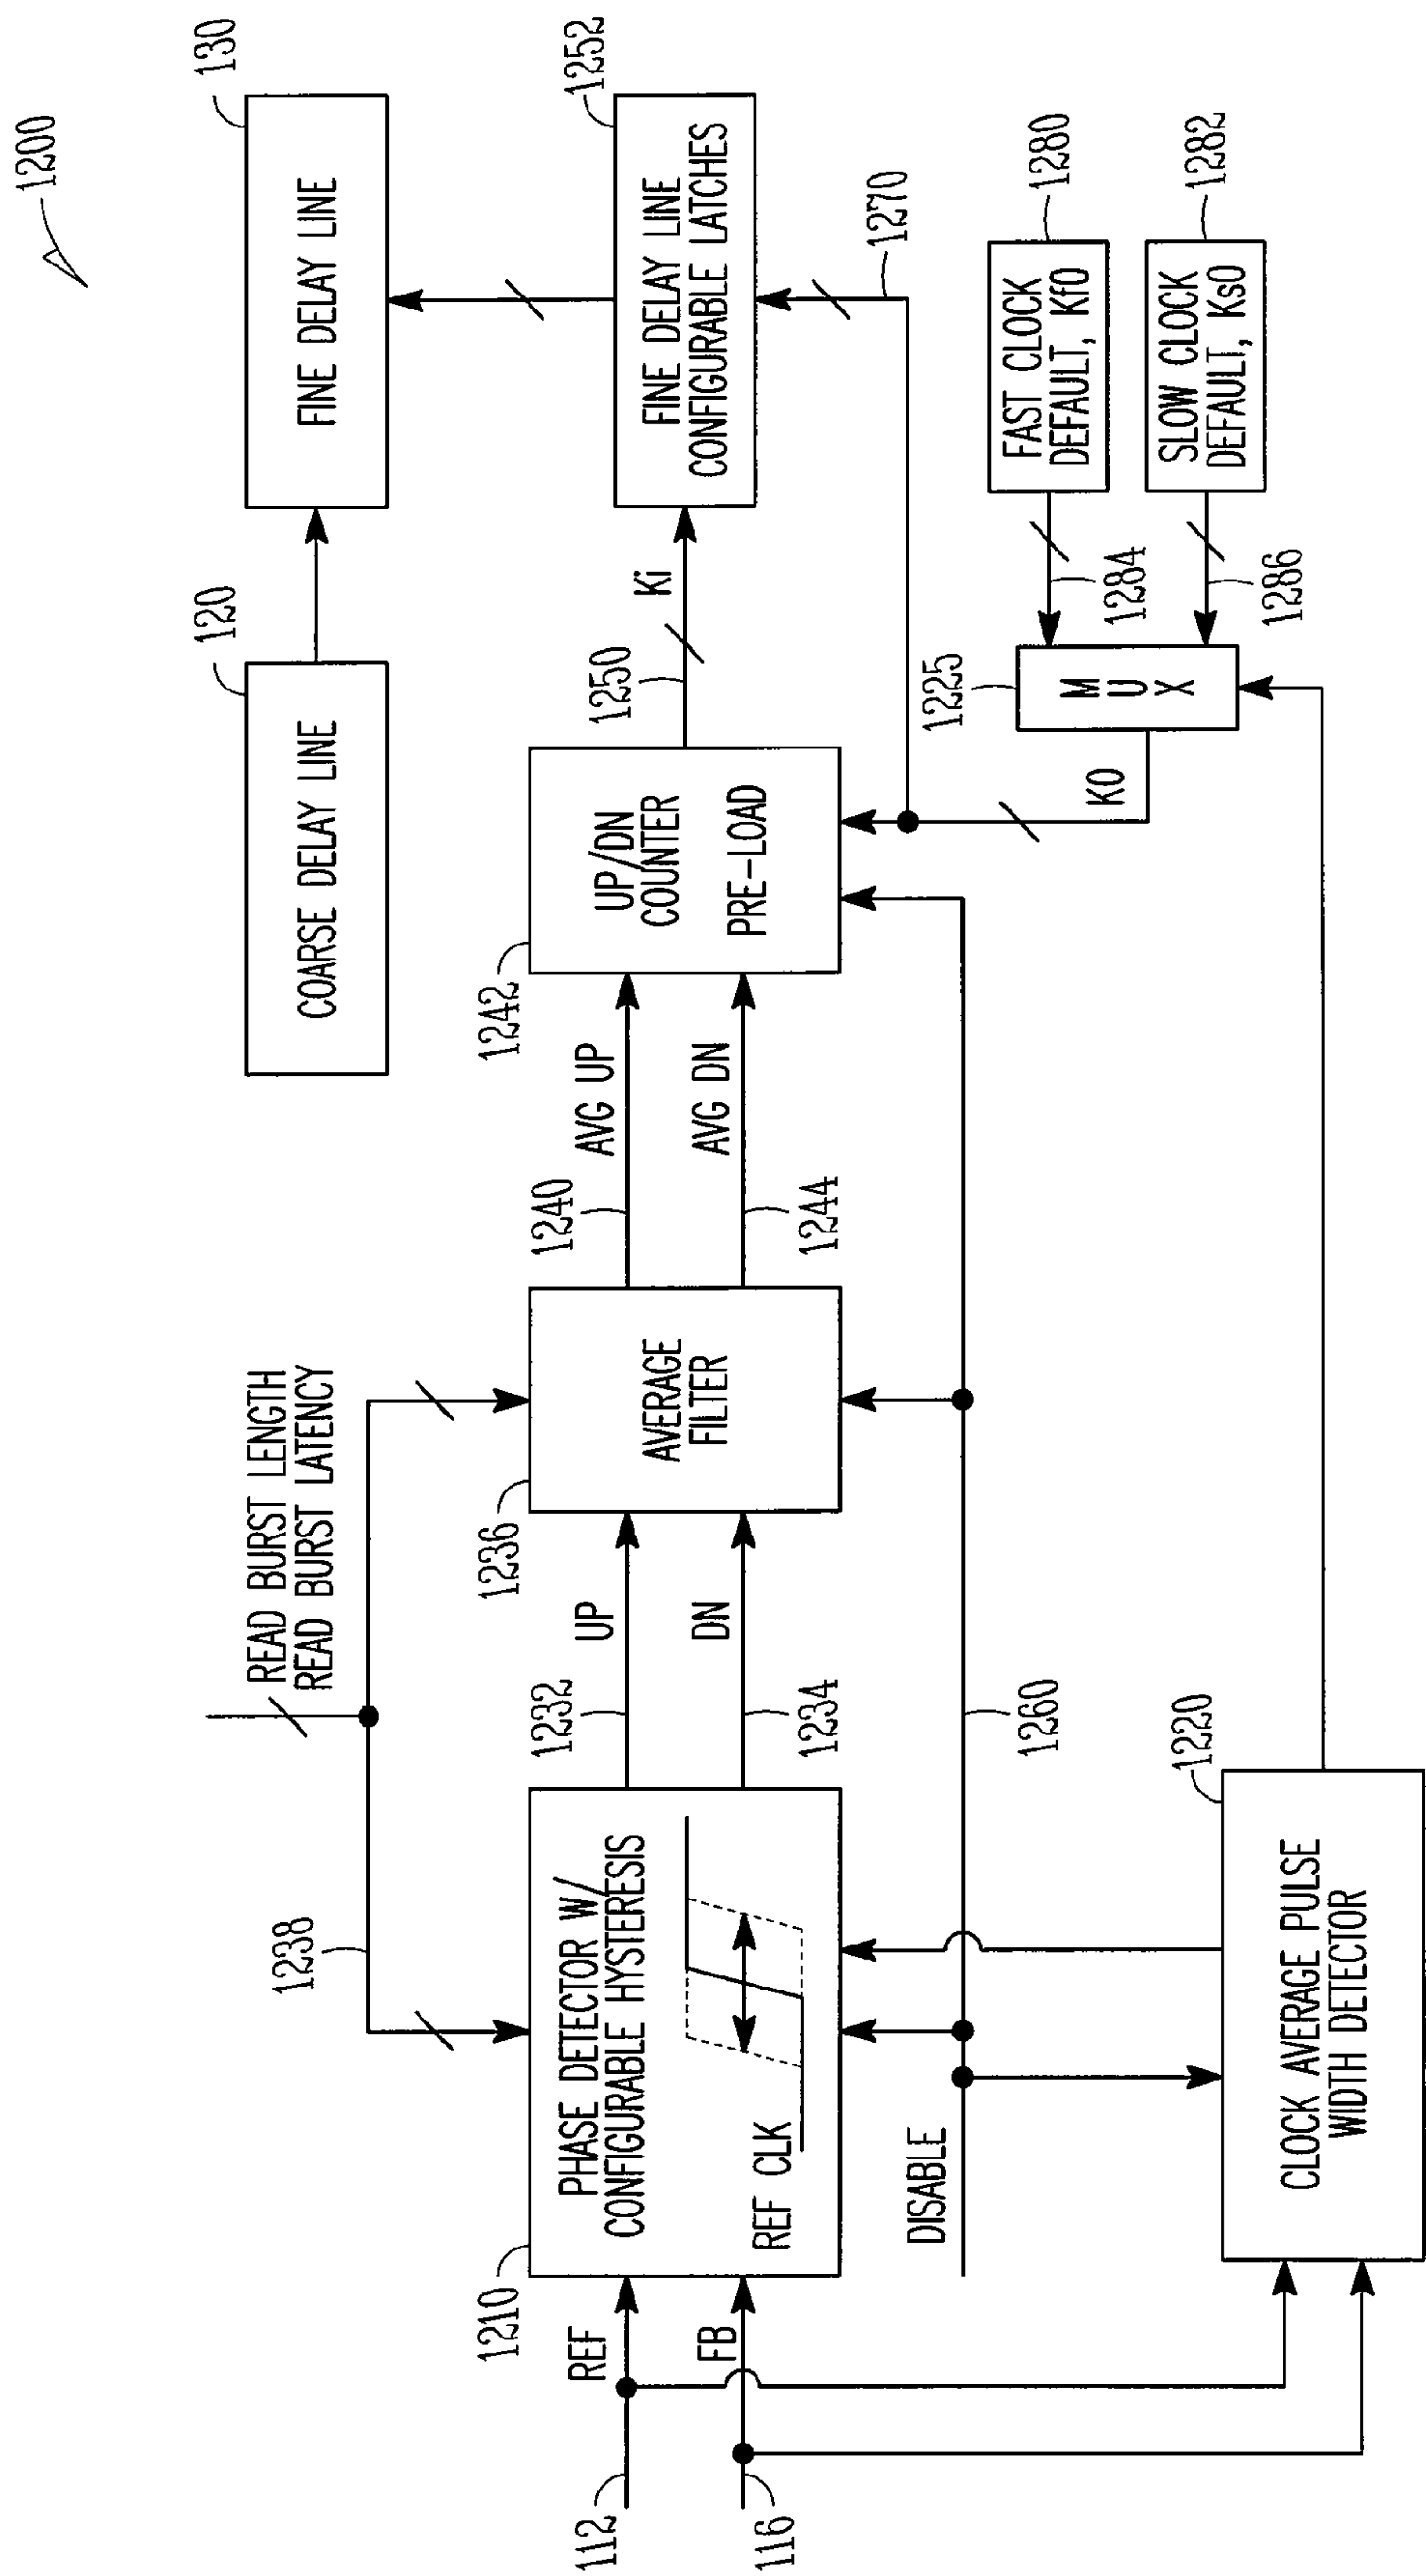 1200
120
COARSE DELAY LINE
130
FINE DELAY LINE
READ BURST LENGTH
READ BURST LATENCY
1238
112
REF
116
FB
1210
PHASE DETECTOR W/
CONFIGURABLE HYSTERESIS
REF CLK
1232
UP
1234
DN
1236
AVERAGE
FILTER
1240
AVG UP
1244
AVG DN
1242
UP/DN
COUNTER
PRE-LOAD
1250
Ki
1252
FINE DELAY LINE
CONFIGURABLE LATCHES
1270
DISABLE
1260
1220
CLOCK AVERAGE PULSE
WIDTH DETECTOR
K0
1225
MUX
1284
1280
FAST CLOCK
DEFAULT, Kf0
1286
1282
SLOW CLOCK
DEFAULT, Ks0